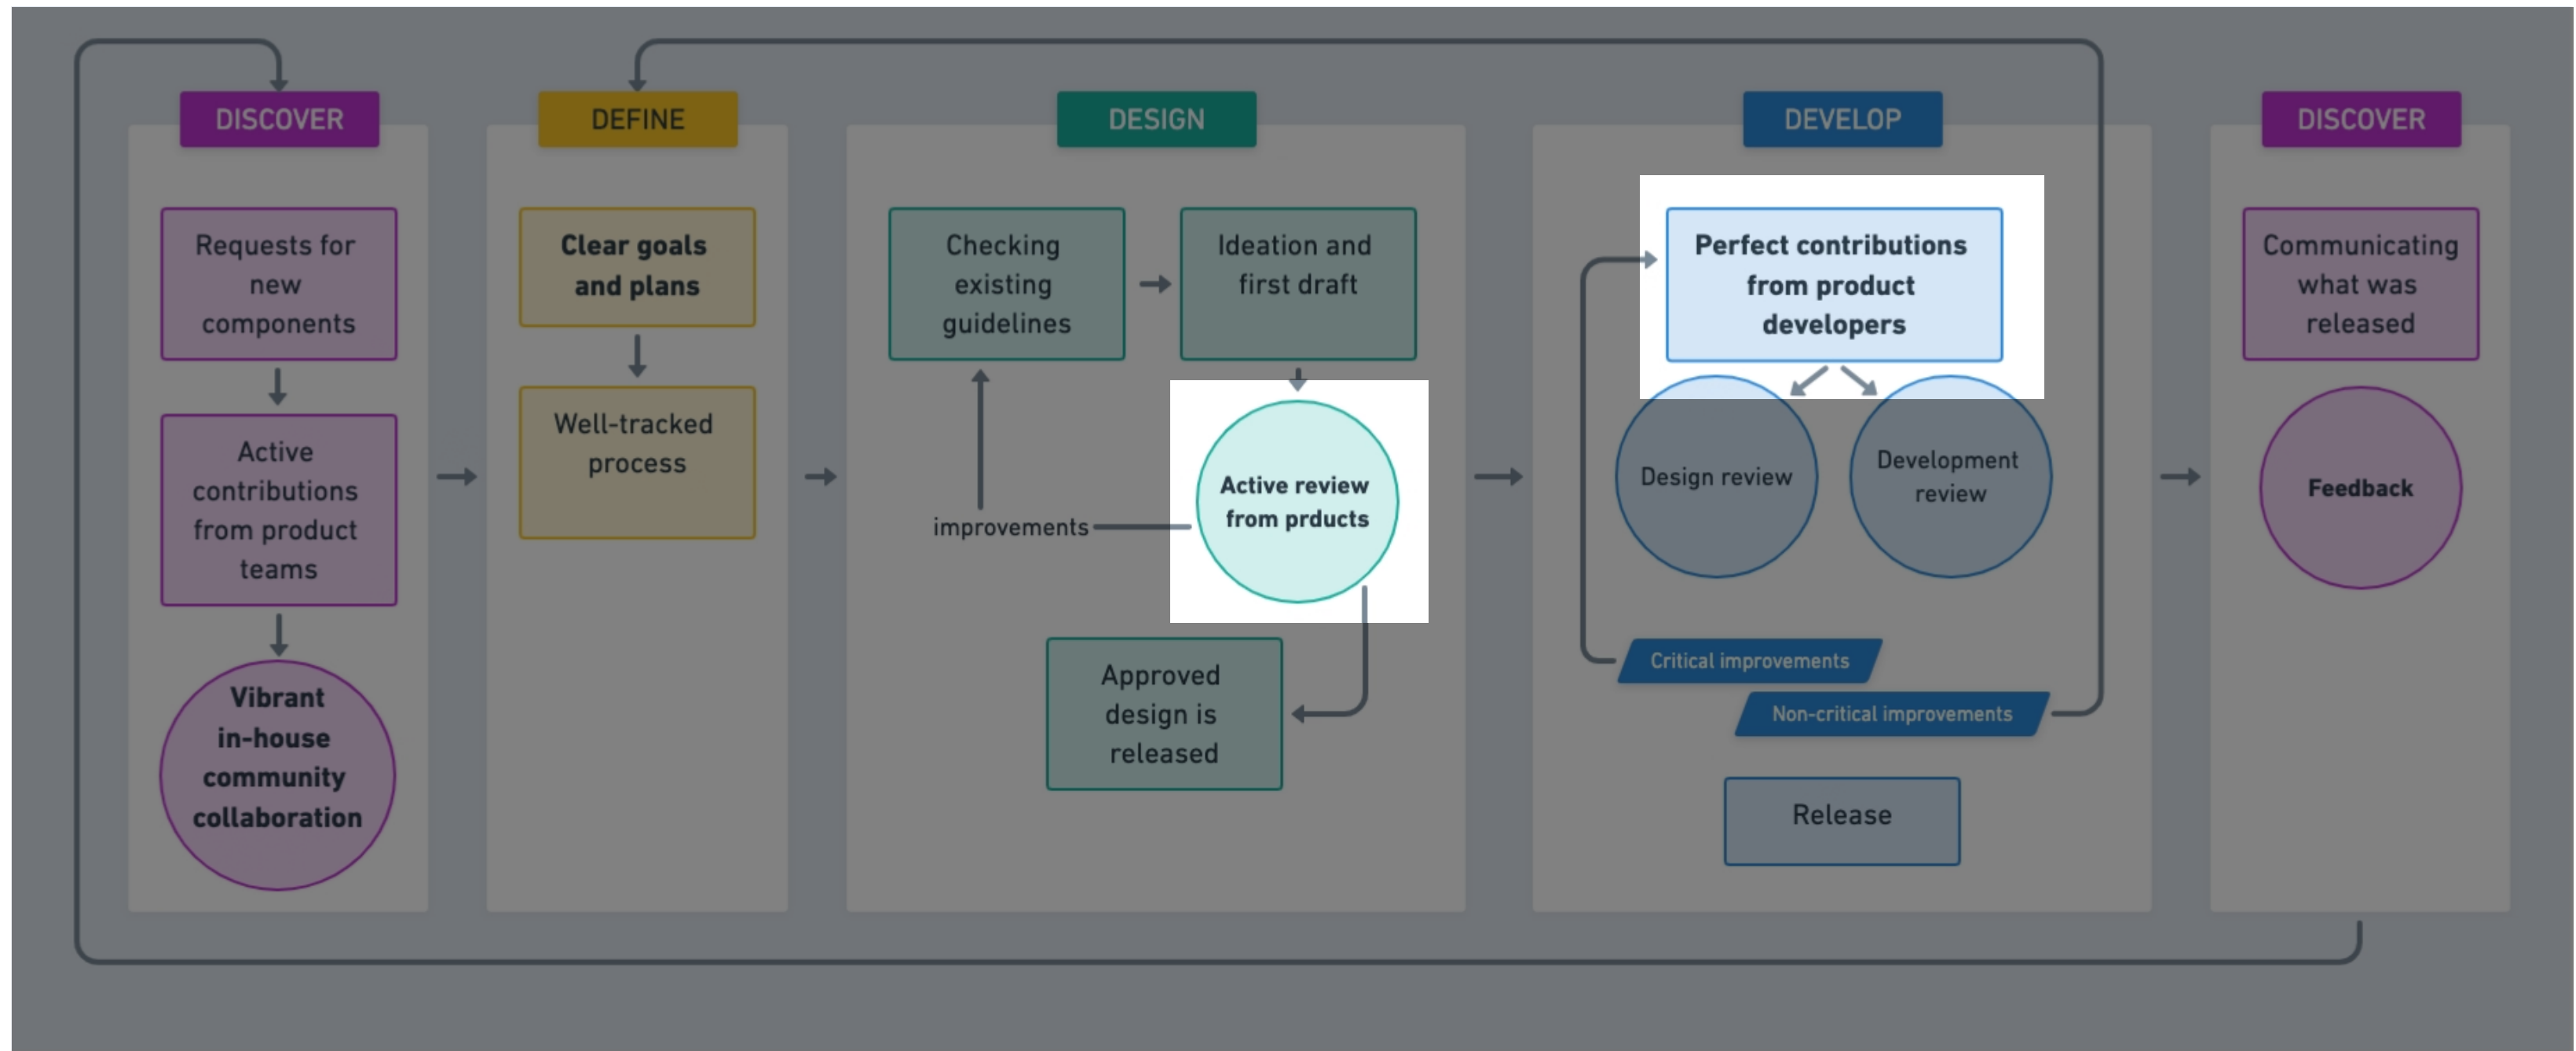 DISCOVER
Requests for
new
components
Active
contributions
from product
teams
Vibrant
in-house
community
collaboration
DEFINE
Clear goals
and plans
Well-tracked
process
DESIGN
Checking
existing
guidelines
Ideation and
first draft
Active review
from prducts
improvements
Approved
design is
released
DEVELOP
Perfect contributions
from product
developers
Design review
Development
review
Critical improvements
Non-critical improvements
Release
DISCOVER
Communicating
what was
released
Feedback